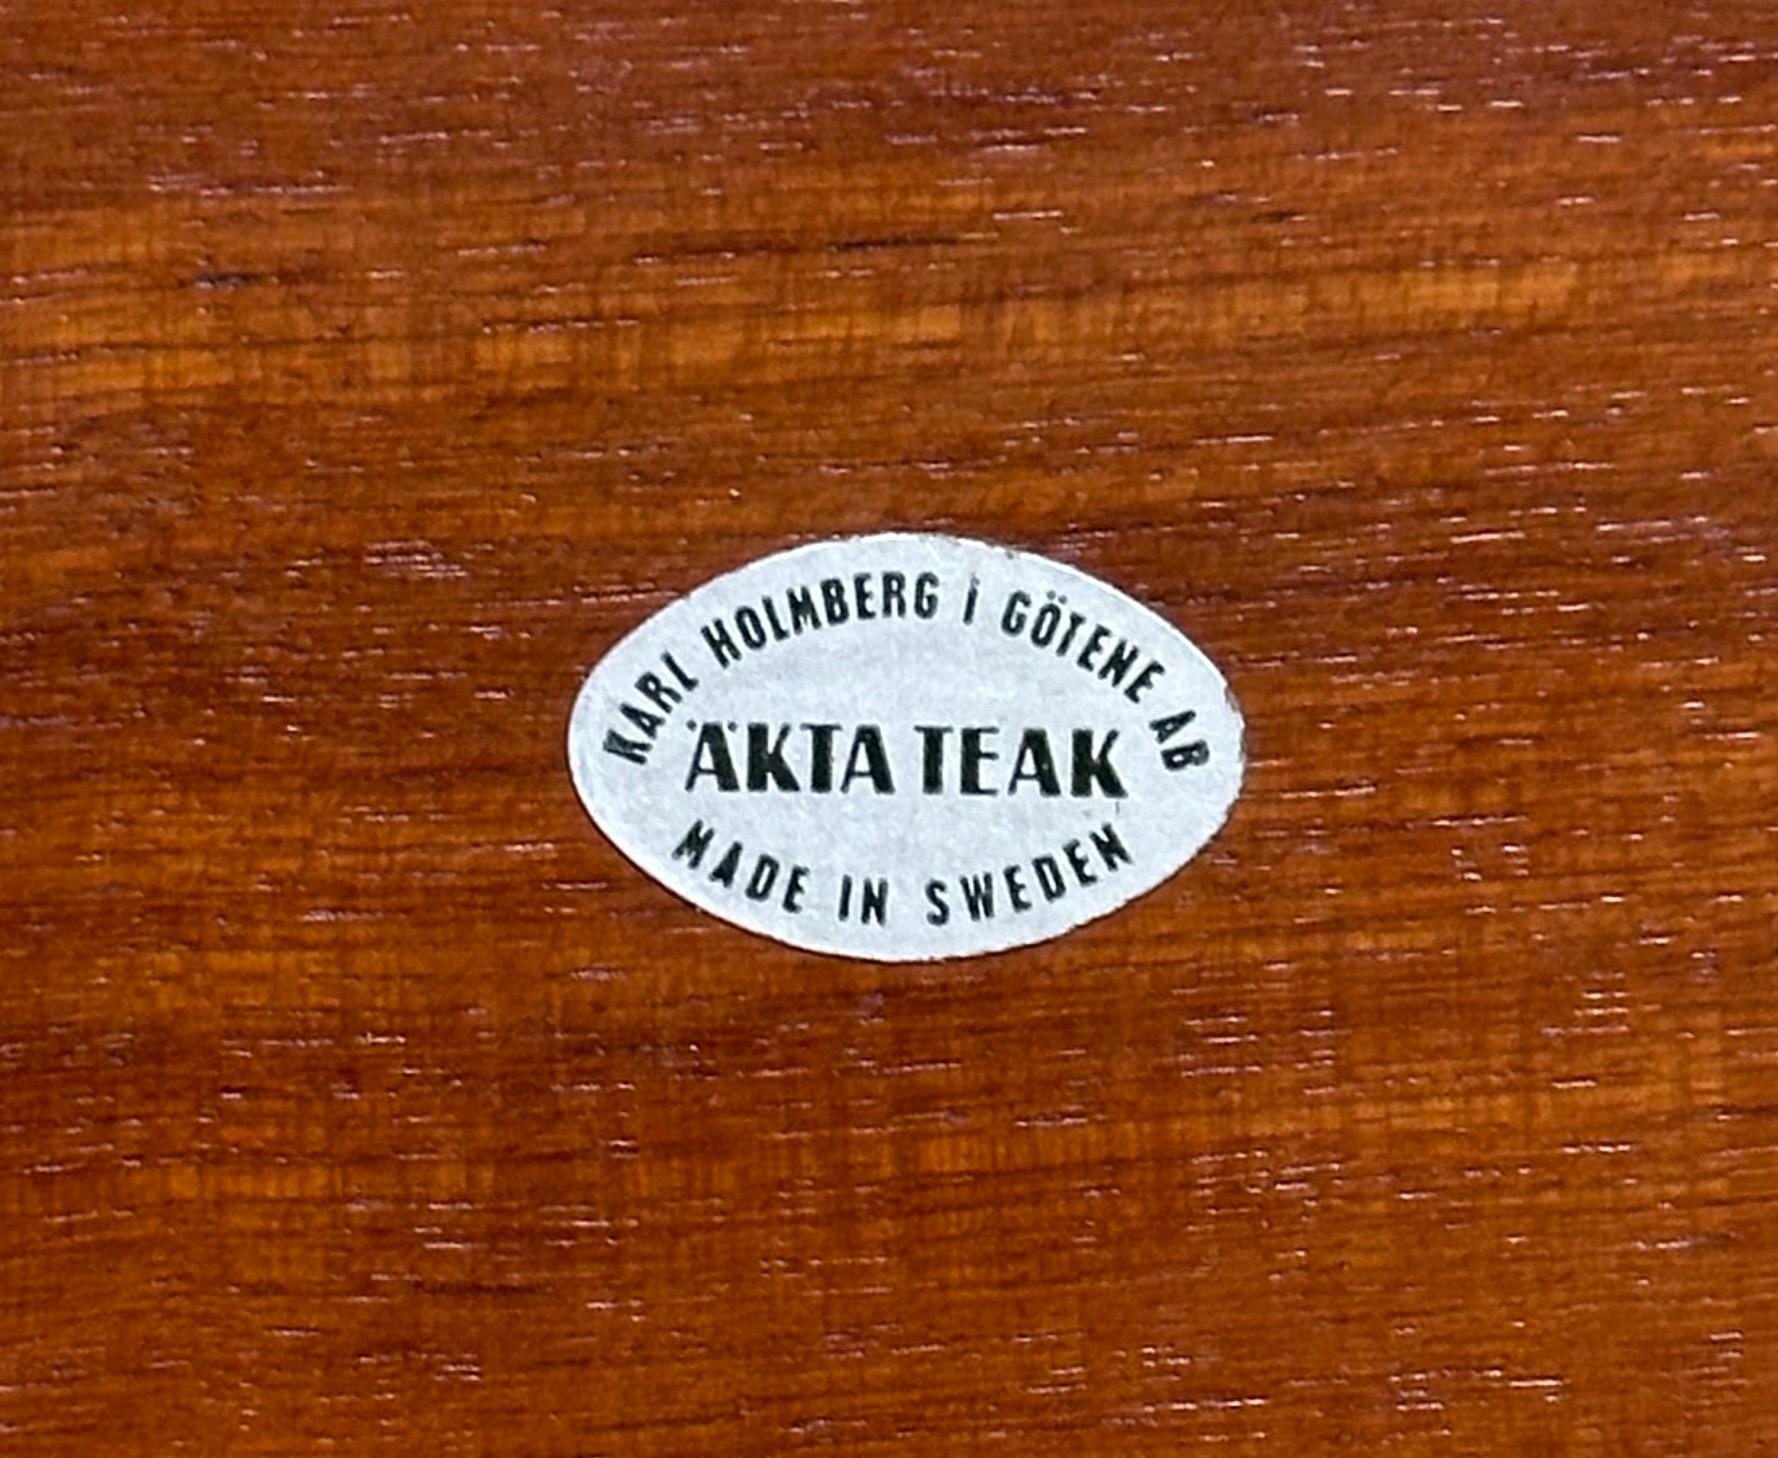 KARL HOLMBERG i GÖTENE AB
ÄKTA TEAK
MADE IN SWEDEN